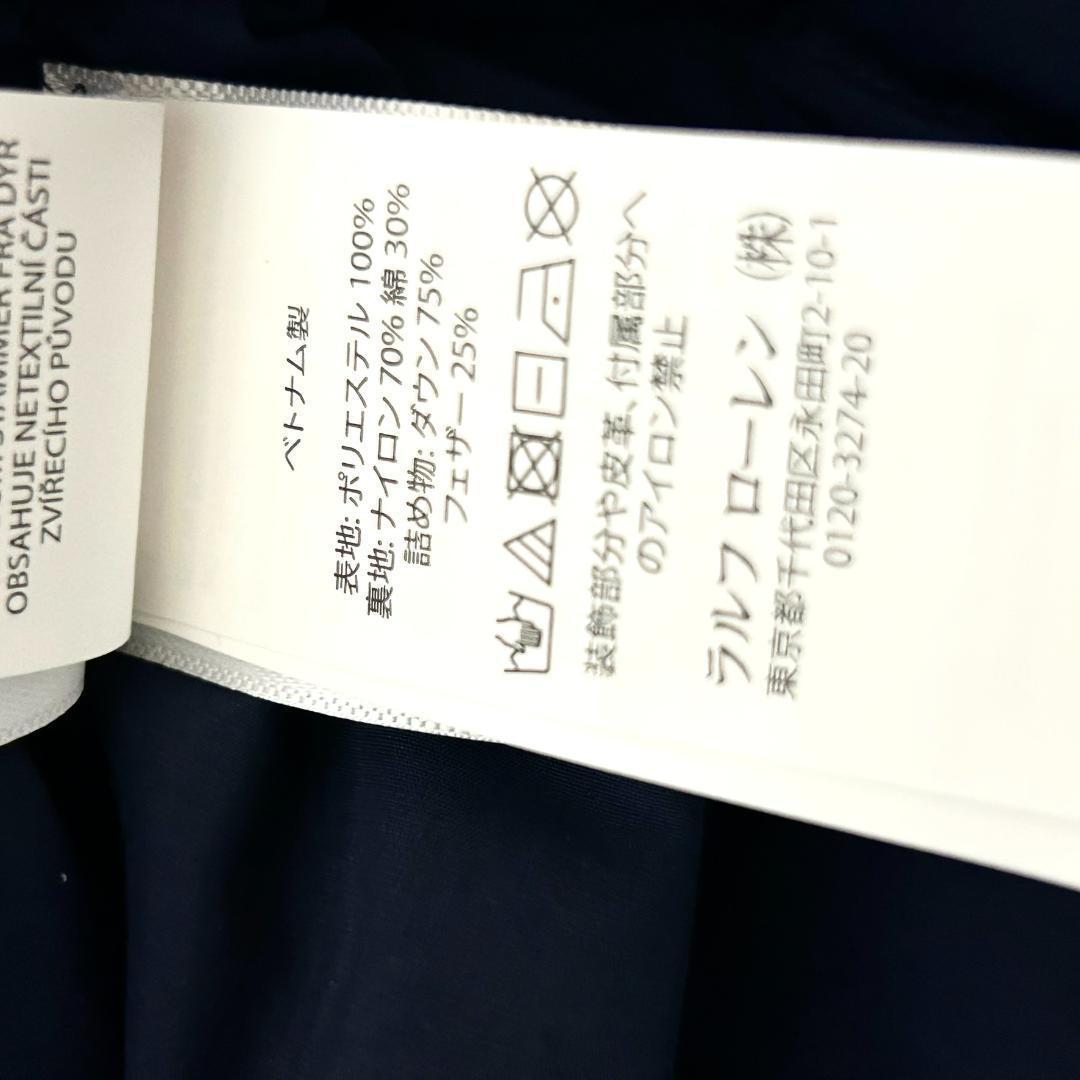 FRA DYR
OBSAHUJE NETEXTILNÍ ČÁSTI
ZVÍŘECÍHO PŮVODU
ベトナム製
表地: ポリエステル 100%
裏地: ナイロン 70% 綿 30%
詰め物: ダウン 75%
フェザー 25%
装飾部分や皮革、付属部分へ
のアイロン禁止
ラルフ ローレン ㈱
東京都千代田区永田町2-10-1
0120-3274-20